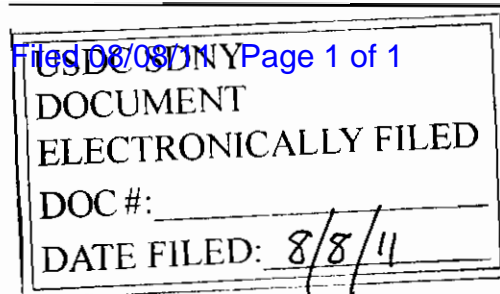 Filed 08/08/11 Page 1 of 1
USDC SDNY
DOCUMENT
ELECTRONICALLY FILED
DOC #:
DATE FILED: 8/8/11